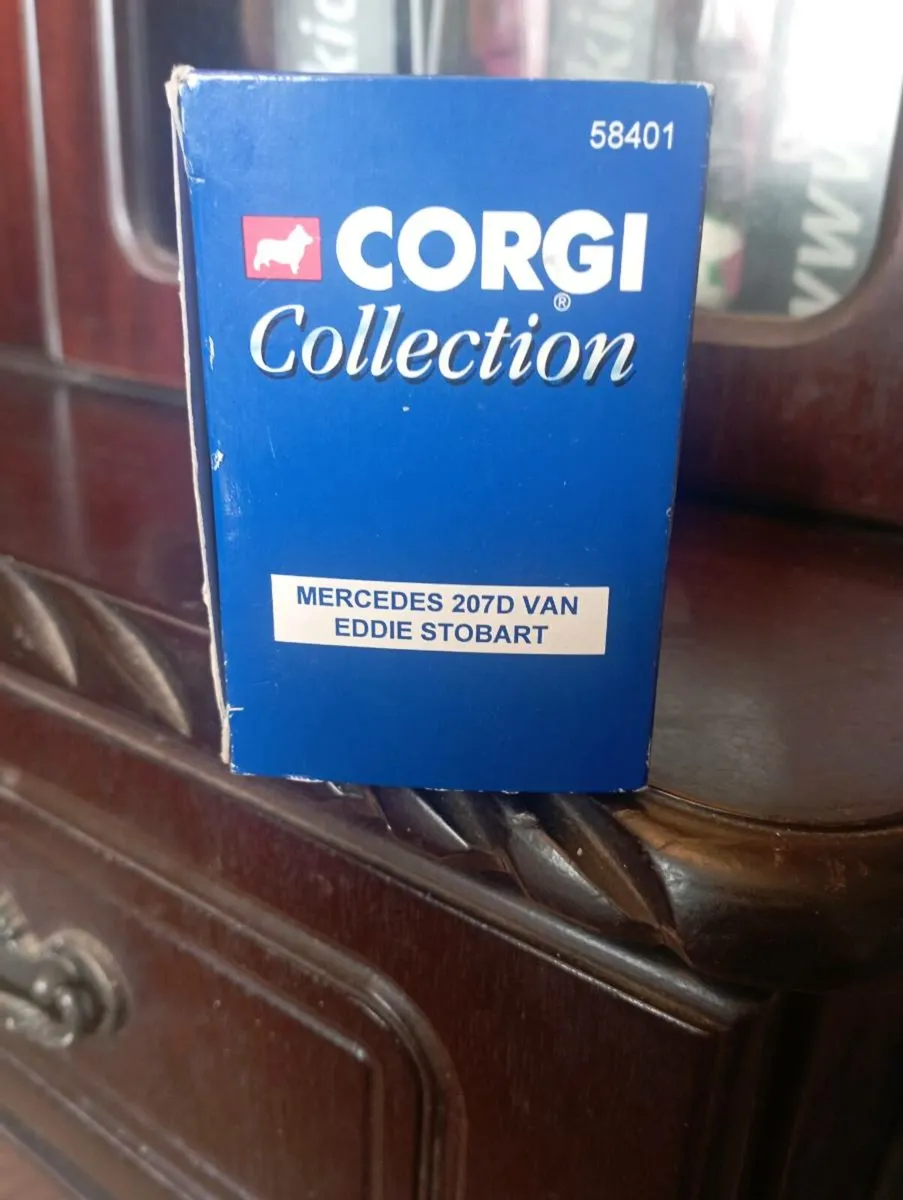 58401
CORGI
®
Collection
MERCEDES 207D VAN
EDDIE STOBART